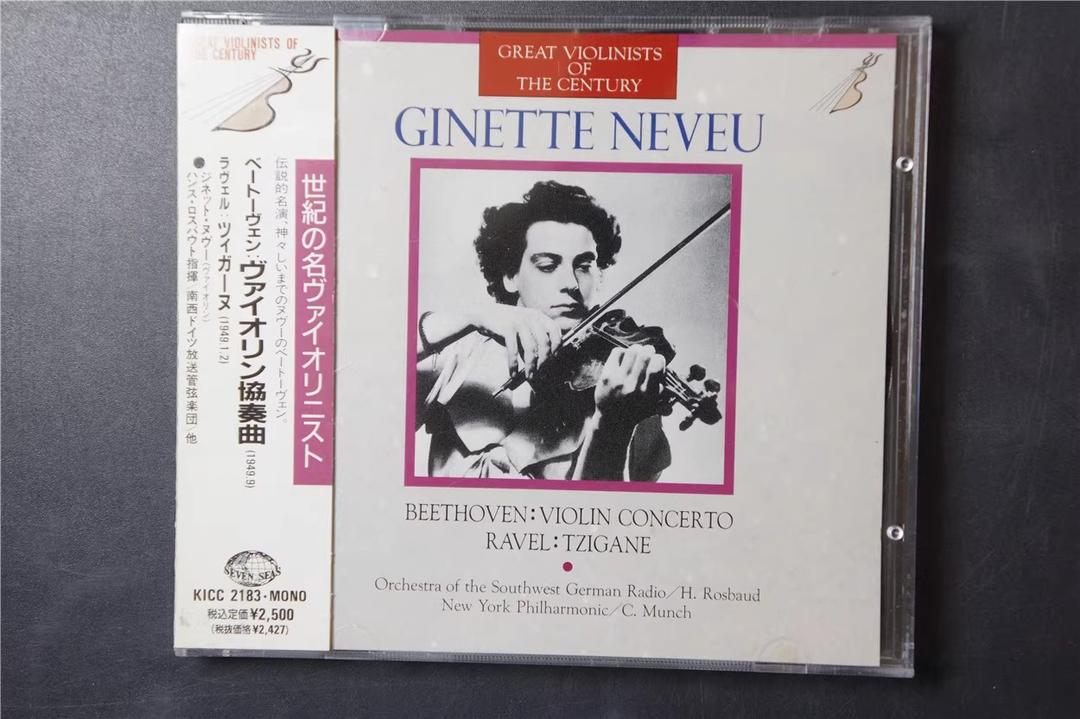 GREAT VIOLINISTS OF
THE CENTURY
世紀の名ヴァイオリニスト
伝説的名演、神々しいまでのヌヴーのベートーヴェン。
ベートーヴェン:ヴァイオリン協奏曲(1949.9)
ラヴェル:ツィガーヌ(1949.1.2)
●ジネット・ヌヴー(ヴァイオリン)
ハンス・ロスバウト指揮/南西ドイツ放送管弦楽団/他
SEVEN SEAS
KICC 2183・MONO
税込定価¥2,500
(税抜価格¥2,427)
GREAT VIOLINISTS
OF
THE CENTURY
GINETTE NEVEU
BEETHOVEN:VIOLIN CONCERTO
RAVEL:TZIGANE
Orchestra of the Southwest German Radio/H. Rosbaud
New York Philharmonic/C. Munch